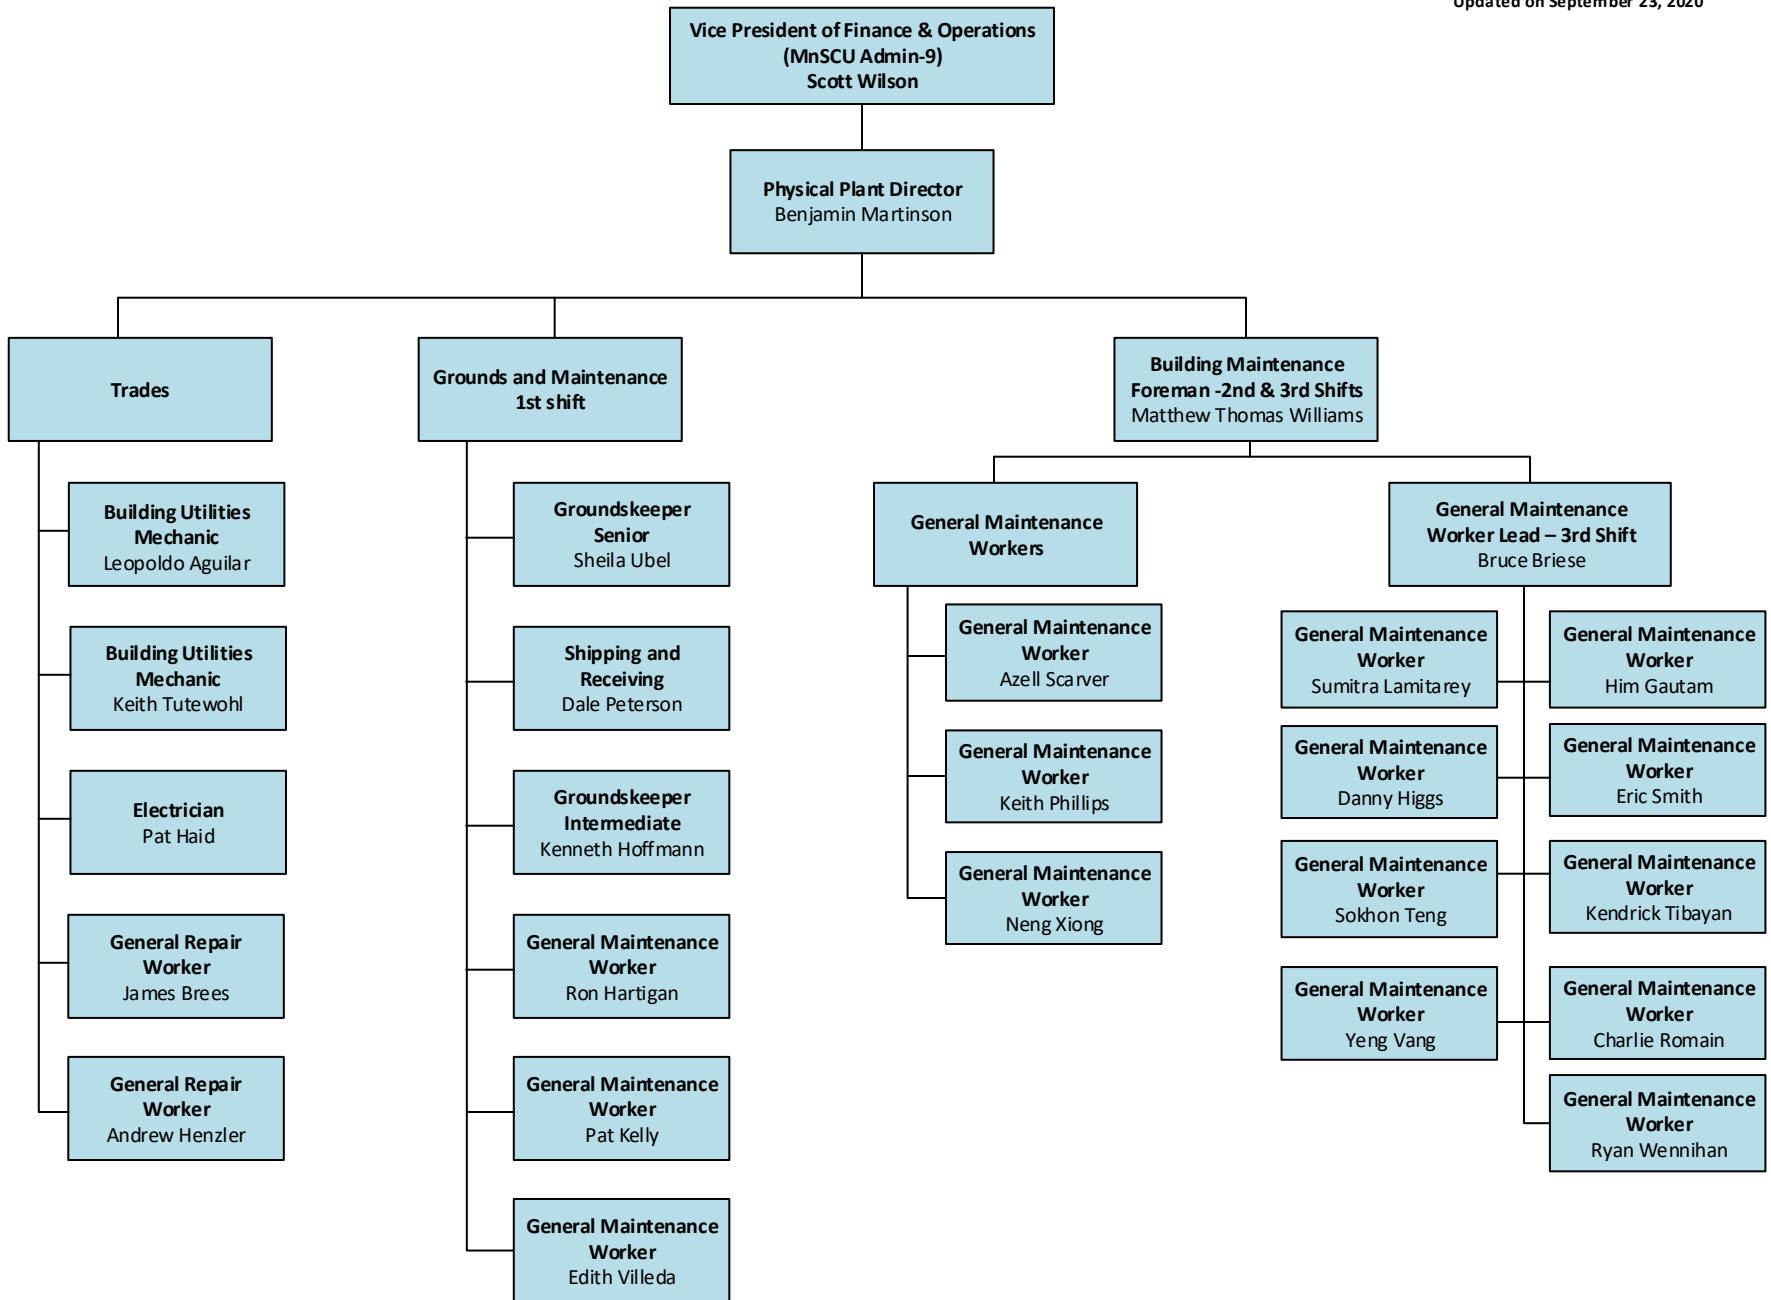 Updated on September 23, 2020
Vice President of Finance & Operations
(MnSCU Admin-9)
Scott Wilson
Physical Plant Director
Benjamin Martinson
Trades
Grounds and Maintenance
1st shift
Building Maintenance
Foreman -2nd & 3rd Shifts
Matthew Thomas Williams
Building Utilities
Mechanic
Leopoldo Aguilar
Building Utilities
Mechanic
Keith Tutewohl
Electrician
Pat Haid
General Repair
Worker
James Brees
General Repair
Worker
Andrew Henzler
Groundskeeper
Senior
Sheila Ubel
Shipping and
Receiving
Dale Peterson
Groundskeeper
Intermediate
Kenneth Hoffmann
General Maintenance
Worker
Ron Hartigan
General Maintenance
Worker
Pat Kelly
General Maintenance
Worker
Edith Villeda
General Maintenance
Workers
General Maintenance
Worker
Azell Scarver
General Maintenance
Worker
Keith Phillips
General Maintenance
Worker
Neng Xiong
General Maintenance
Worker Lead – 3rd Shift
Bruce Briese
General Maintenance
Worker
Sumitra Lamitarey
General Maintenance
Worker
Danny Higgs
General Maintenance
Worker
Sokhon Teng
General Maintenance
Worker
Yeng Vang
General Maintenance
Worker
Him Gautam
General Maintenance
Worker
Eric Smith
General Maintenance
Worker
Kendrick Tibayan
General Maintenance
Worker
Charlie Romain
General Maintenance
Worker
Ryan Wennihan